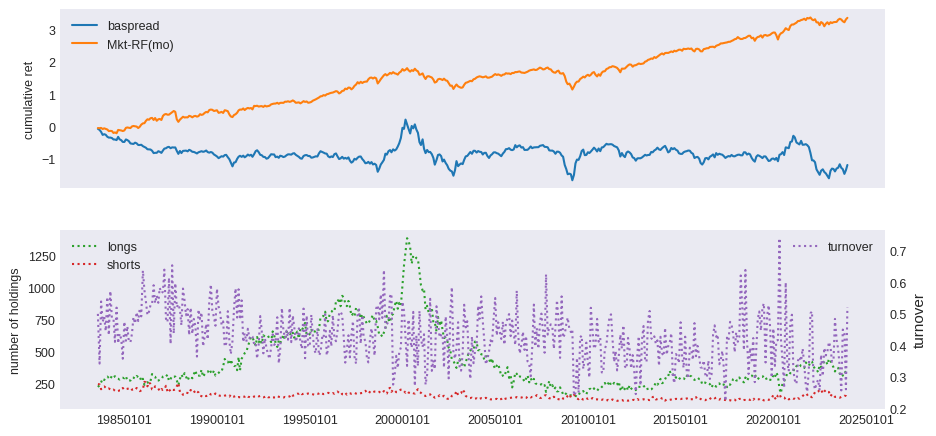 cumulative ret
3
2
1
0
−1
baspread
Mkt-RF(mo)
number of holdings
1250
1000
750
500
250
longs
shorts
turnover
0.7
0.6
0.5
0.4
0.3
0.2
turnover
19850101 19900101 19950101 20000101 20050101 20090101 20150101 20200101 20250101